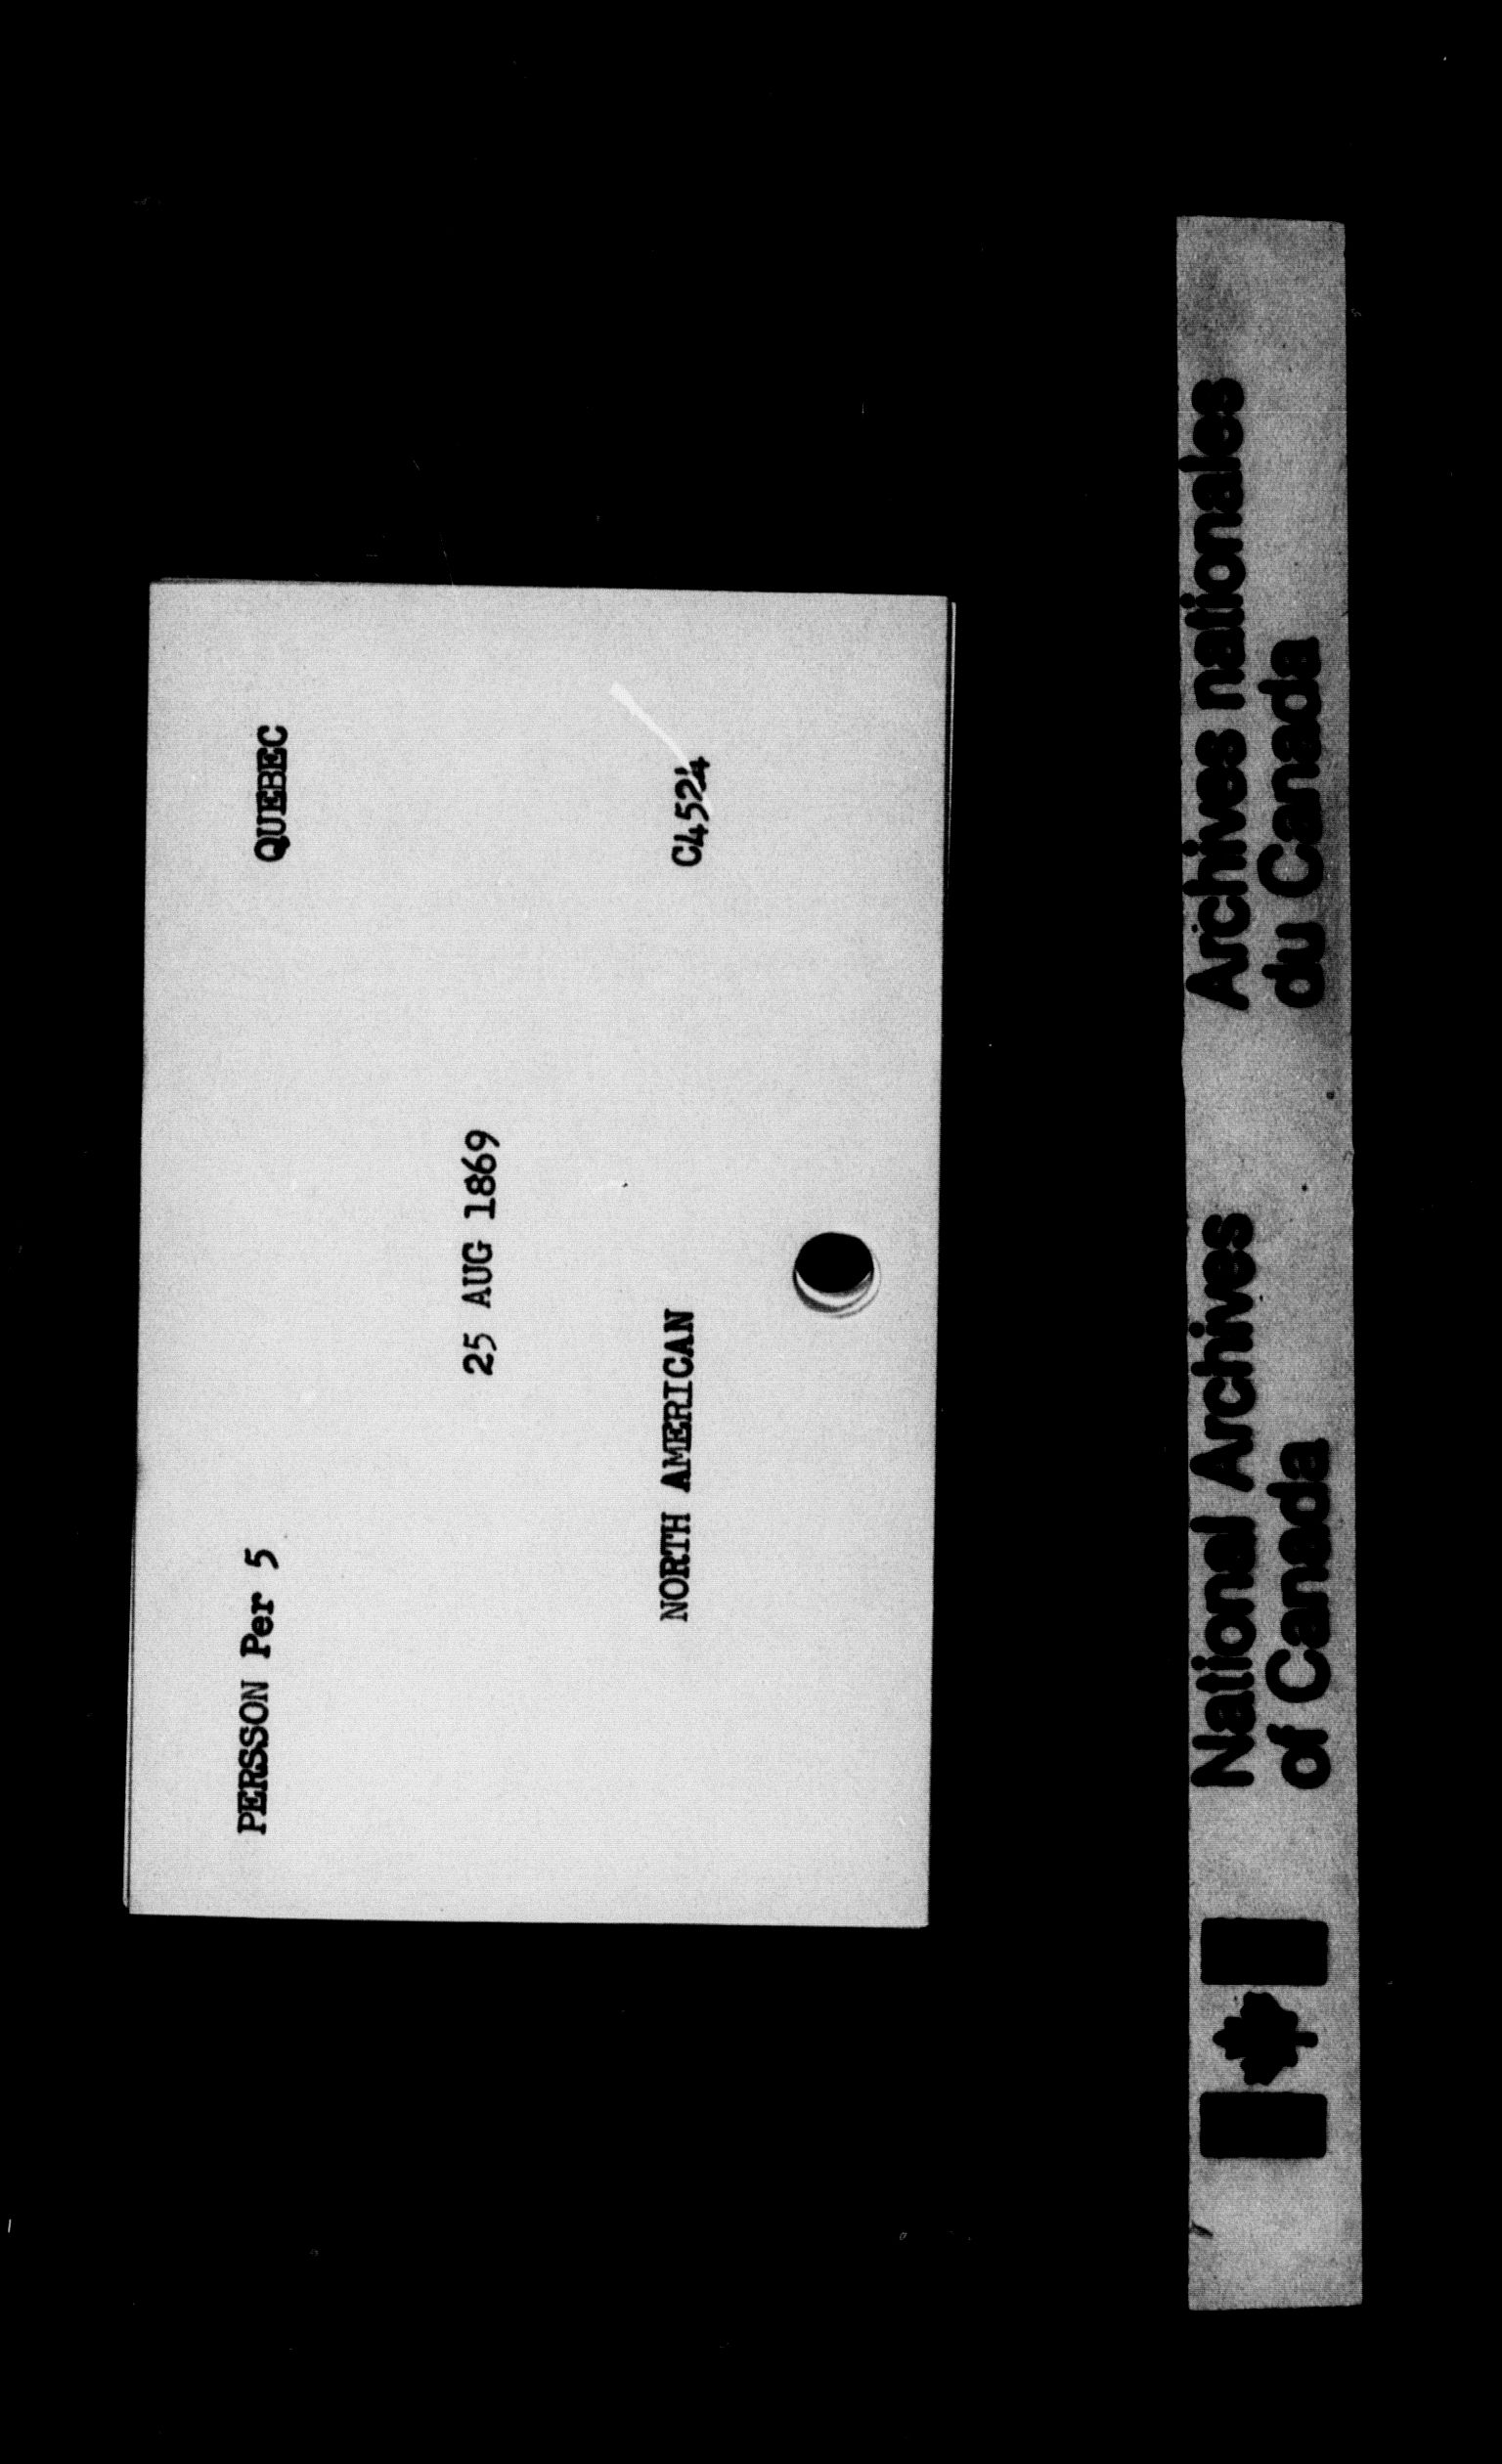 PERSSON Per 5 QUEBEC
25 AUG 1869
NORTH AMERICAN C4524
National Archives Archives nationales
of Canada du Canada